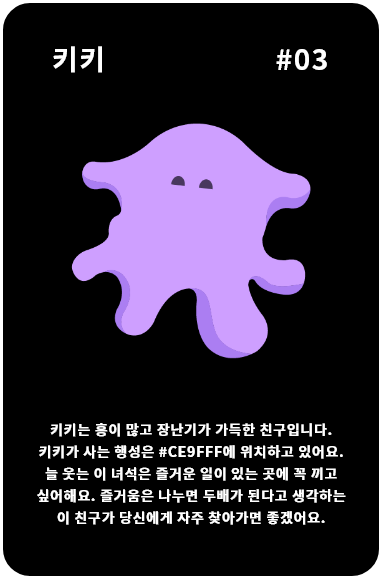 키키
#03
키키는 흥이 많고 장난기가 가득한 친구입니다.
키키가 사는 행성은 #CE9FFF에 위치하고 있어요.
늘 웃는 이 녀석은 즐거운 일이 있는 곳에 꼭 끼고
싶어해요. 즐거움은 나누면 두배가 된다고 생각하는
이 친구가 당신에게 자주 찾아가면 좋겠어요.